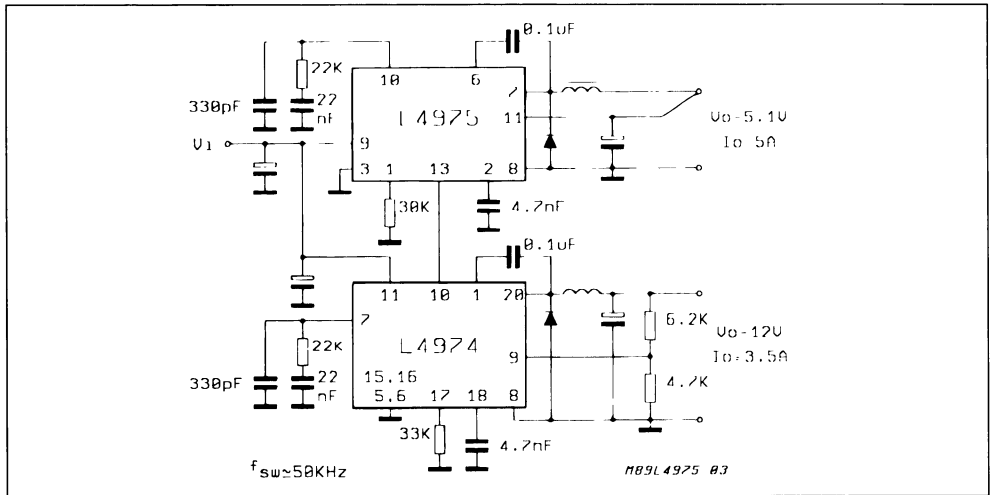 0.1uF
22K
10
6
330pF
22
nF
L4975
7
11
Vo-5.1V
Io 5A
Vi
9
3
1
13
2
8
30K
4.7nF
0.1uF
11
10
1
20
7
6.2K
22K
L4974
9
Vo-12V
Io=3.5A
330pF
22
nF
15.16
5.6
17
18
8
4.7K
33K
4.7nF
fsw≃50KHz
M89L4975 03